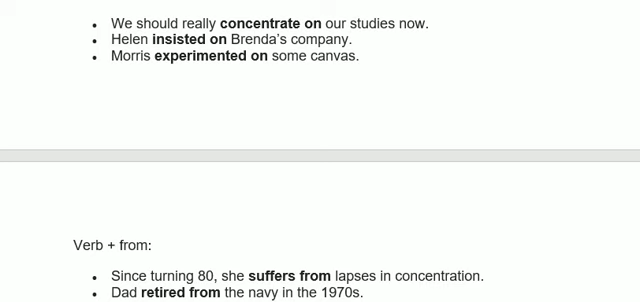 • We should really concentrate on our studies now.
• Helen insisted on Brenda's company.
• Morris experimented on some canvas.
Verb + from:
• Since turning 80, she suffers from lapses in concentration.
• Dad retired from the navy in the 1970s.